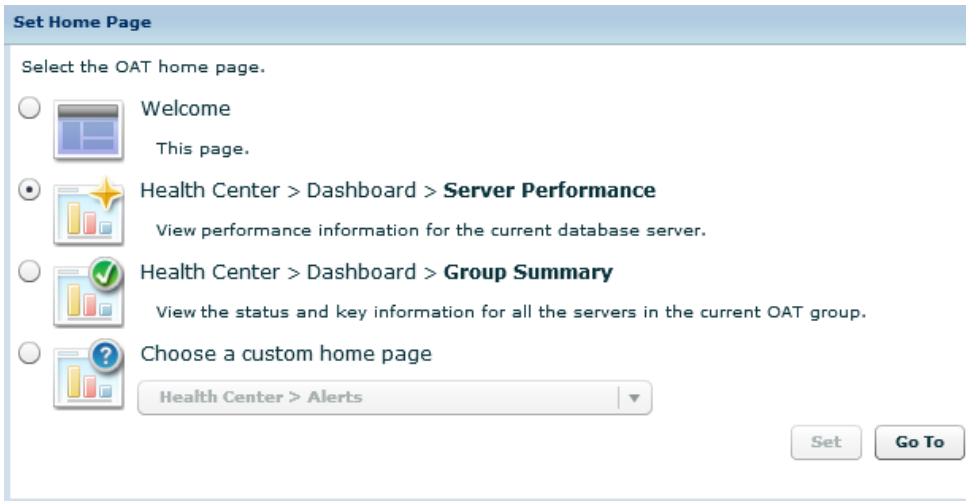 Set Home Page
Select the OAT home page.
Welcome
This page.
Health Center > Dashboard > Server Performance
View performance information for the current database server.
Health Center > Dashboard > Group Summary
View the status and key information for all the servers in the current OAT group.
Choose a custom home page
Health Center > Alerts
Set Go To